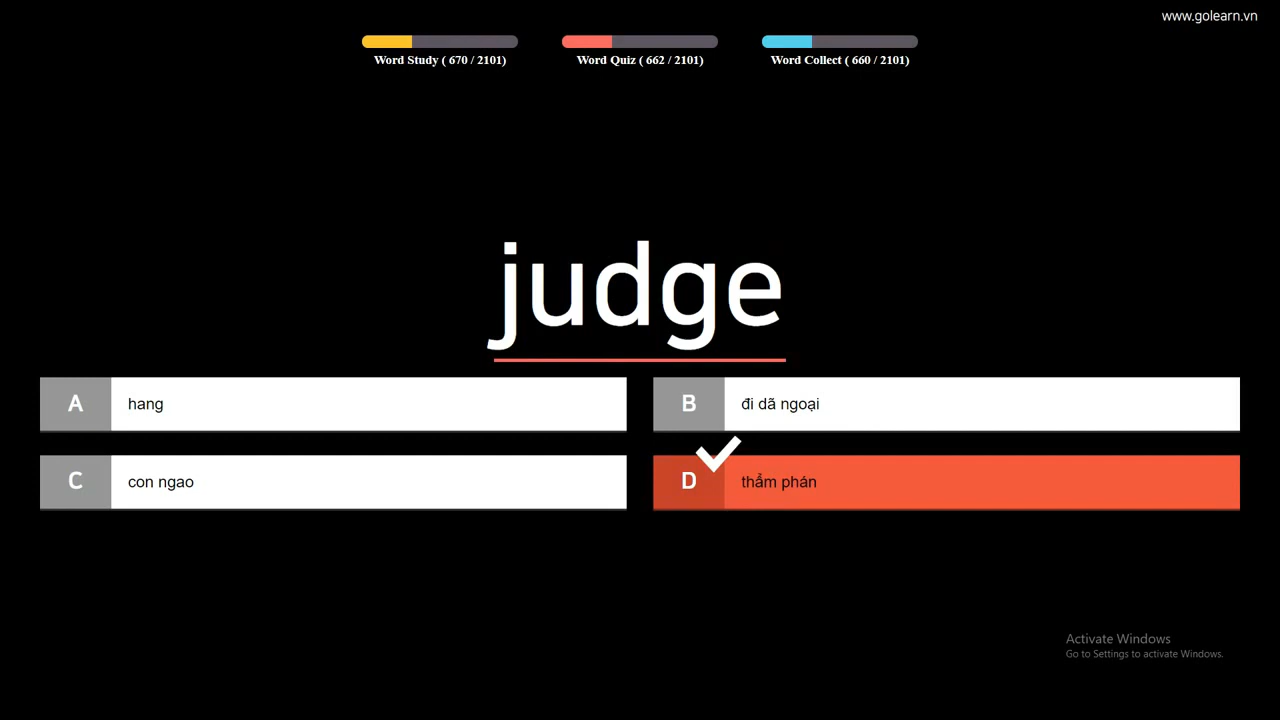 www.golearn.vn
Word Study ( 670 / 2101)
Word Quiz ( 662 / 2101)
Word Collect ( 660 / 2101)
judge
A hang
B đi dã ngoại
C con ngao
D thẩm phán
Activate Windows
Go to Settings to activate Windows.